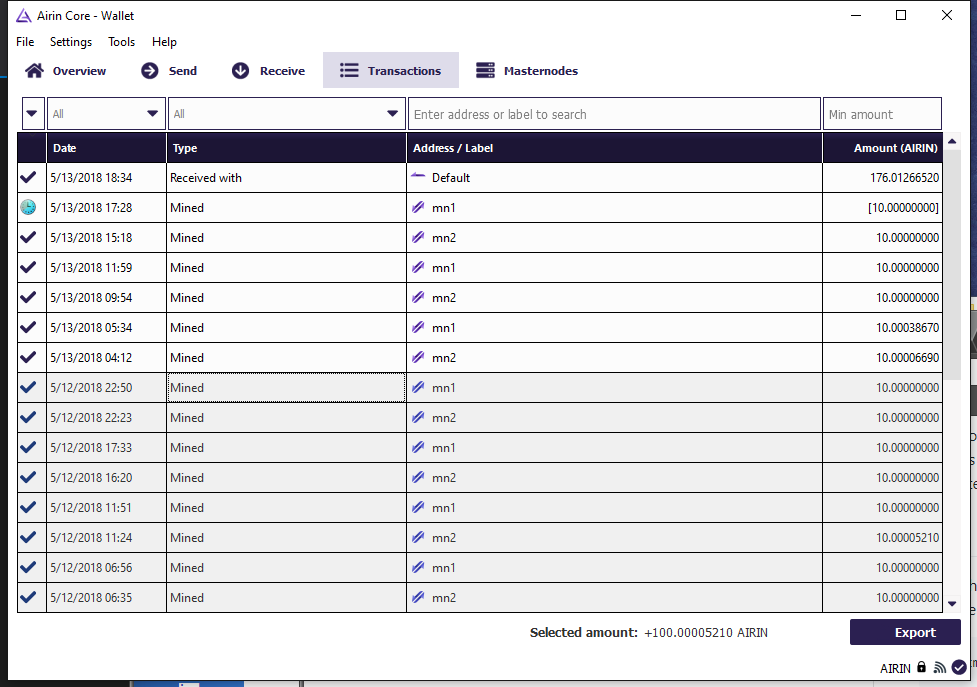 Airin Core - Wallet
File Settings Tools Help
Overview Send Receive Transactions Masternodes
All All Enter address or label to search Min amount
Date Type Address / Label Amount (AIRIN)
5/13/2018 18:34 Received with Default 176.01266520
5/13/2018 17:28 Mined mn1 [10.00000000]
5/13/2018 15:18 Mined mn2 10.00000000
5/13/2018 11:59 Mined mn1 10.00000000
5/13/2018 09:54 Mined mn2 10.00000000
5/13/2018 05:34 Mined mn1 10.00038670
5/13/2018 04:12 Mined mn2 10.00006690
5/12/2018 22:50 Mined mn1 10.00000000
5/12/2018 22:23 Mined mn2 10.00000000
5/12/2018 17:33 Mined mn1 10.00000000
5/12/2018 16:20 Mined mn2 10.00000000
5/12/2018 11:51 Mined mn1 10.00000000
5/12/2018 11:24 Mined mn2 10.00005210
5/12/2018 06:56 Mined mn1 10.00000000
5/12/2018 06:35 Mined mn2 10.00000000
Selected amount: +100.00005210 AIRIN Export
AIRIN